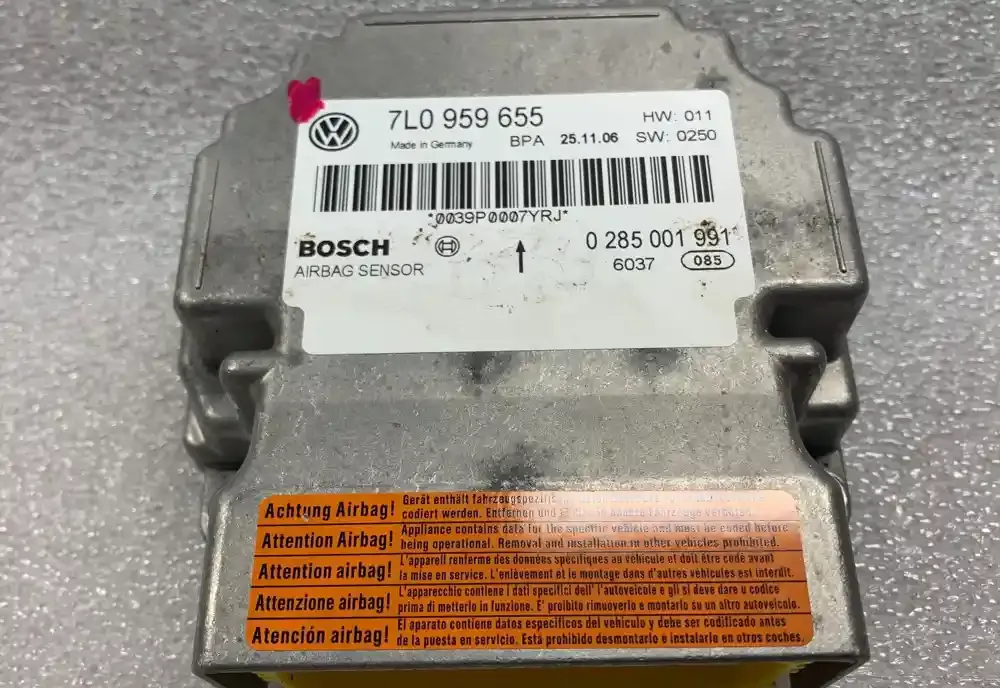 7L0 959 655
HW: 011
Made in Germany
BPA 25.11.06 SW: 0250
*0039P0007YRJ*
BOSCH
0 285 001 991
AIRBAG SENSOR
6037 085
Achtung Airbag! Gerät enthält fahrzeugspezifis
codiert werden. Entfernen und andere Fahrzeuge verboten.
Attention Airbag! Appliance contains data for the specific vehicle and must be coded before
being operational. Removal and installation in other vehicles prohibited.
Attention airbag! L'appareil renferme des données spécifiques au véhicule et doit être codé avant
la mise en service. L'enlèvement et le montage dans d'autres véhicules est interdit.
Attenzione airbag! L'apparecchio contiene i dati specifici dell'autoveicolo e gli si deve dare u codice
prima di metterlo in funzione. E' proibito rimuoverlo e montarlo su un altro autoveicolo.
Atención airbag! El aparato contiene datos específicos del vehículo y debe ser codificado antes
de la puesta en servicio. Está prohibido desmontarlo e instalarlo en otros coches.